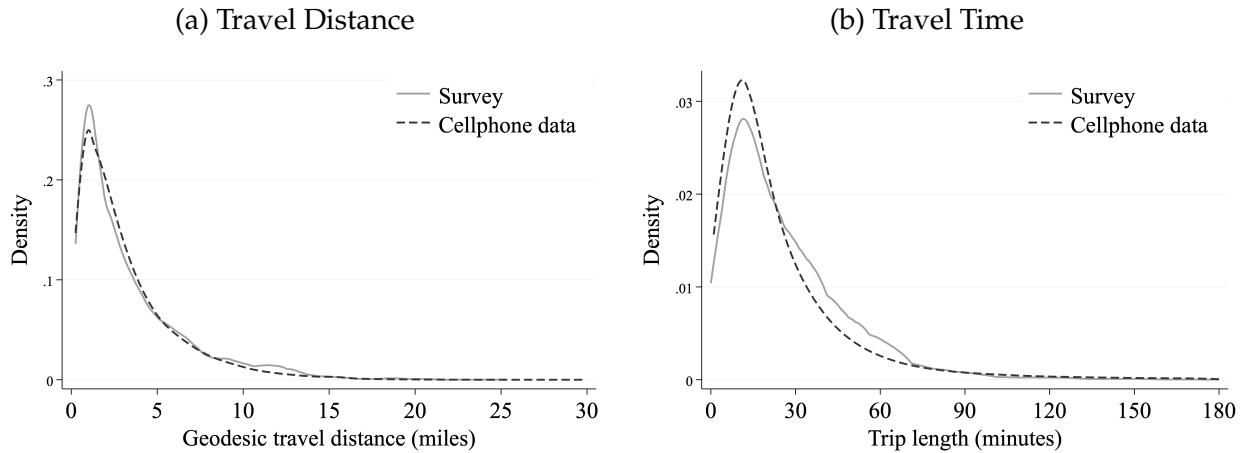 (a) Travel Distance
.3
.2
.1
0
Density
0 5 10 15 20 25 30
Geodesic travel distance (miles)
Survey
Cellphone data
(b) Travel Time
.03
.02
.01
0
Density
0 30 60 90 120 150 180
Trip length (minutes)
Survey
Cellphone data